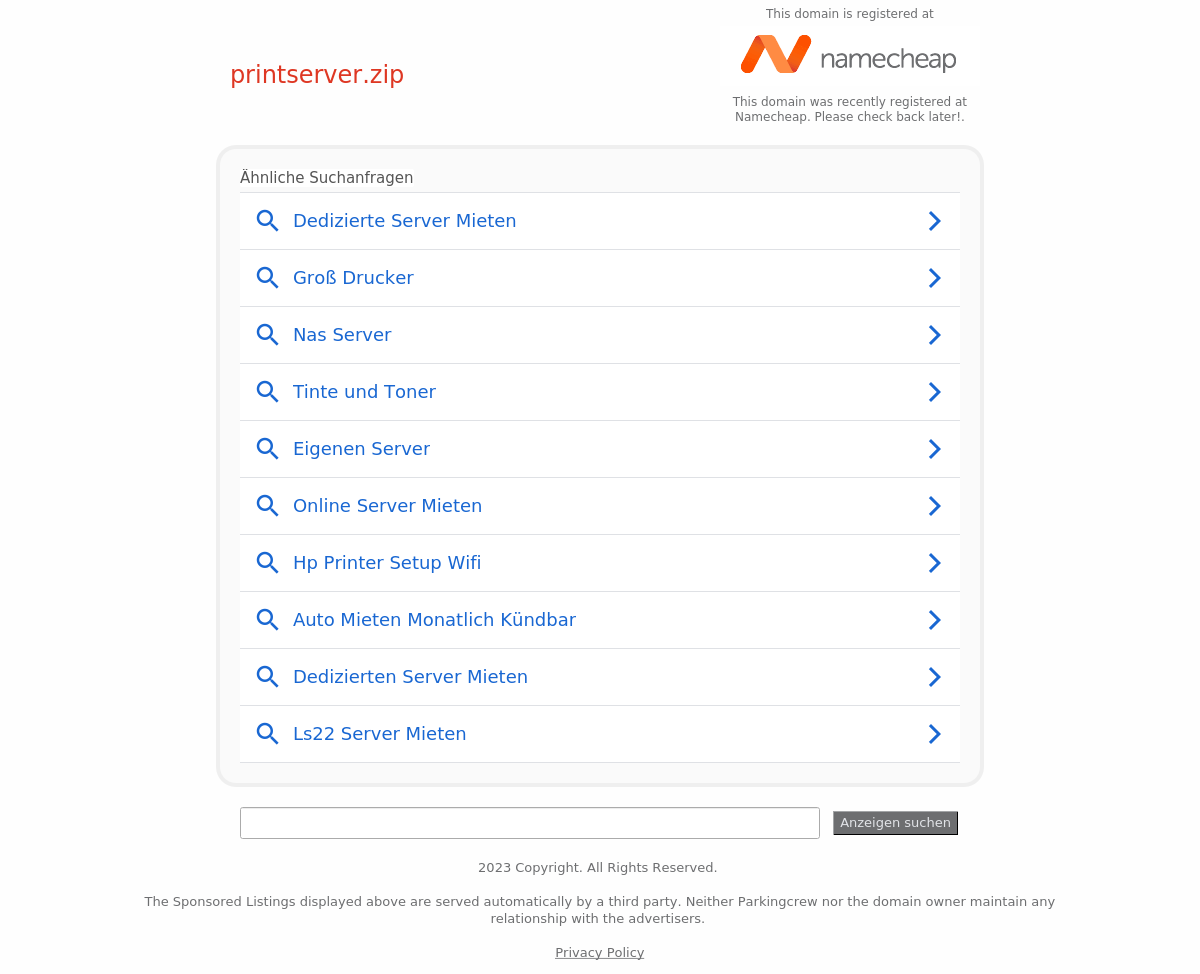 This domain is registered at
namecheap
printserver.zip
This domain was recently registered at
Namecheap. Please check back later!.
Ähnliche Suchanfragen
Dedizierte Server Mieten
Groß Drucker
Nas Server
Tinte und Toner
Eigenen Server
Online Server Mieten
Hp Printer Setup Wifi
Auto Mieten Monatlich Kündbar
Dedizierten Server Mieten
Ls22 Server Mieten
Anzeigen suchen
2023 Copyright. All Rights Reserved.
The Sponsored Listings displayed above are served automatically by a third party. Neither Parkingcrew nor the domain owner maintain any
relationship with the advertisers.
Privacy Policy